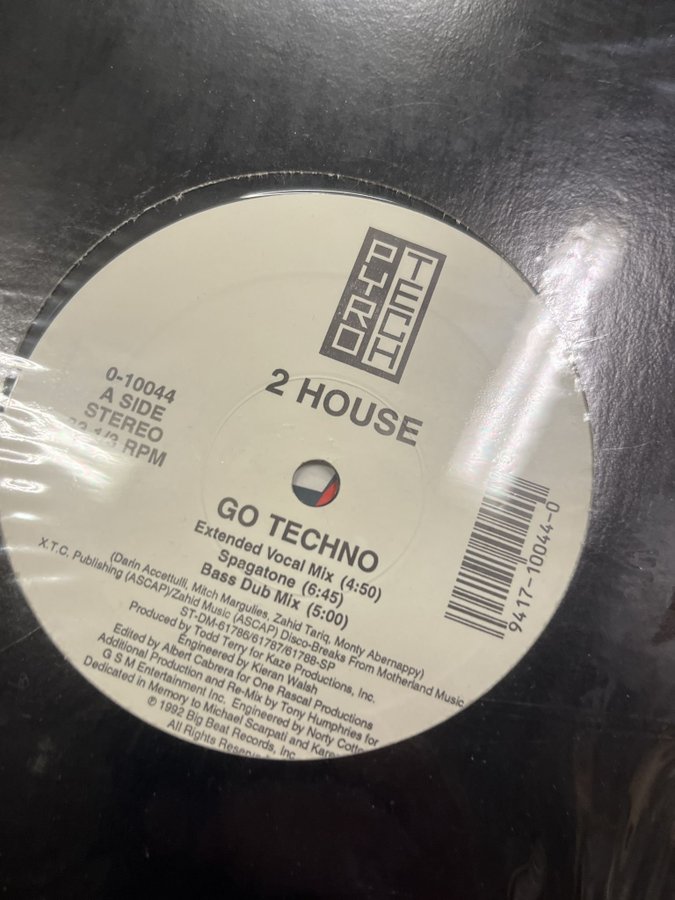 PYRO
TECH
2 HOUSE
0-10044
A SIDE
STEREO
1/3 RPM
GO TECHNO
Extended Vocal Mix (4:50)
Spagatone (6:45)
Bass Dub Mix (5:00)
(Darin Accettulli, Mitch Margulies, Zahid Tariq, Monty Abernappy)
X.T.C. Publishing (ASCAP)/Zahid Music (ASCAP) Disco-Breaks From Motherland Music
ST-DM-61786/61787/61788-SP
Produced by Todd Terry for Kaze Productions, Inc.
Engineered by Kieran Walsh
Edited by Albert Cabrera for One Rascal Productions
Additional Production and Re-Mix by Tony Humphries for
G S M Entertainment Inc. Engineered by Norty
Dedicated in Memory to Michael Scarpati and
℗ 1992 Big Beat Records, Inc.
All Rights
9417-10044-0